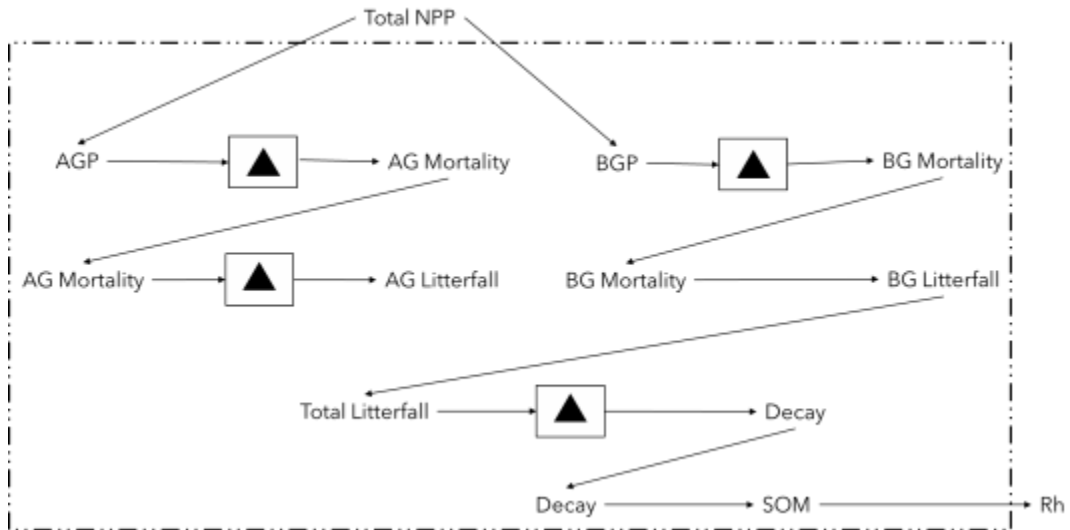 Total NPP
AGP
AG Mortality
BGP
BG Mortality
AG Mortality
AG Litterfall
BG Mortality
BG Litterfall
Total Litterfall
Decay
Decay
SOM
Rh